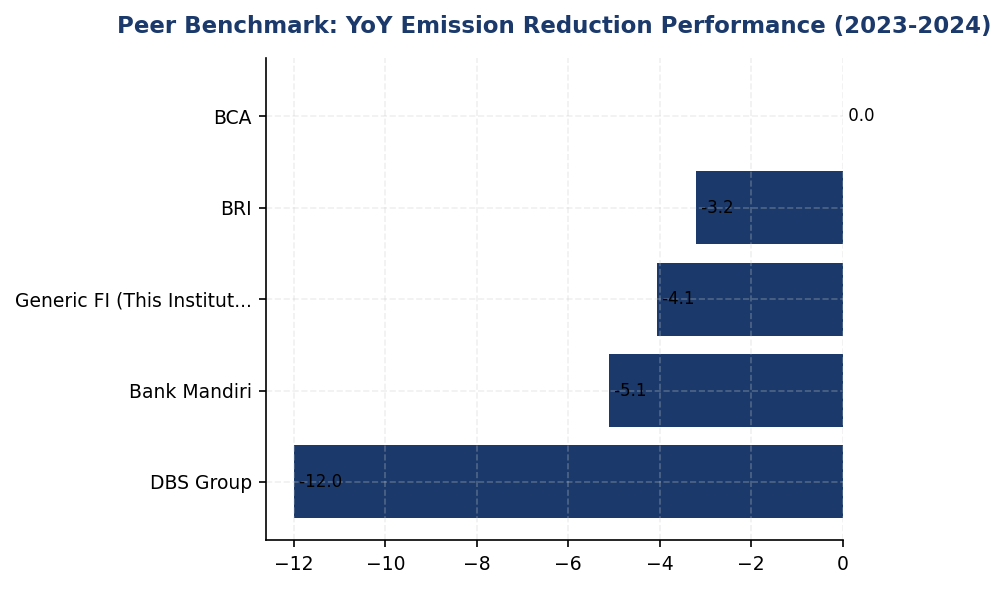 Peer Benchmark: YoY Emission Reduction Performance (2023-2024)
BCA
0.0
BRI
-3.2
Generic FI (This Institut...
-4.1
Bank Mandiri
-5.1
DBS Group
-12.0
−12 −10 −8 −6 −4 −2 0